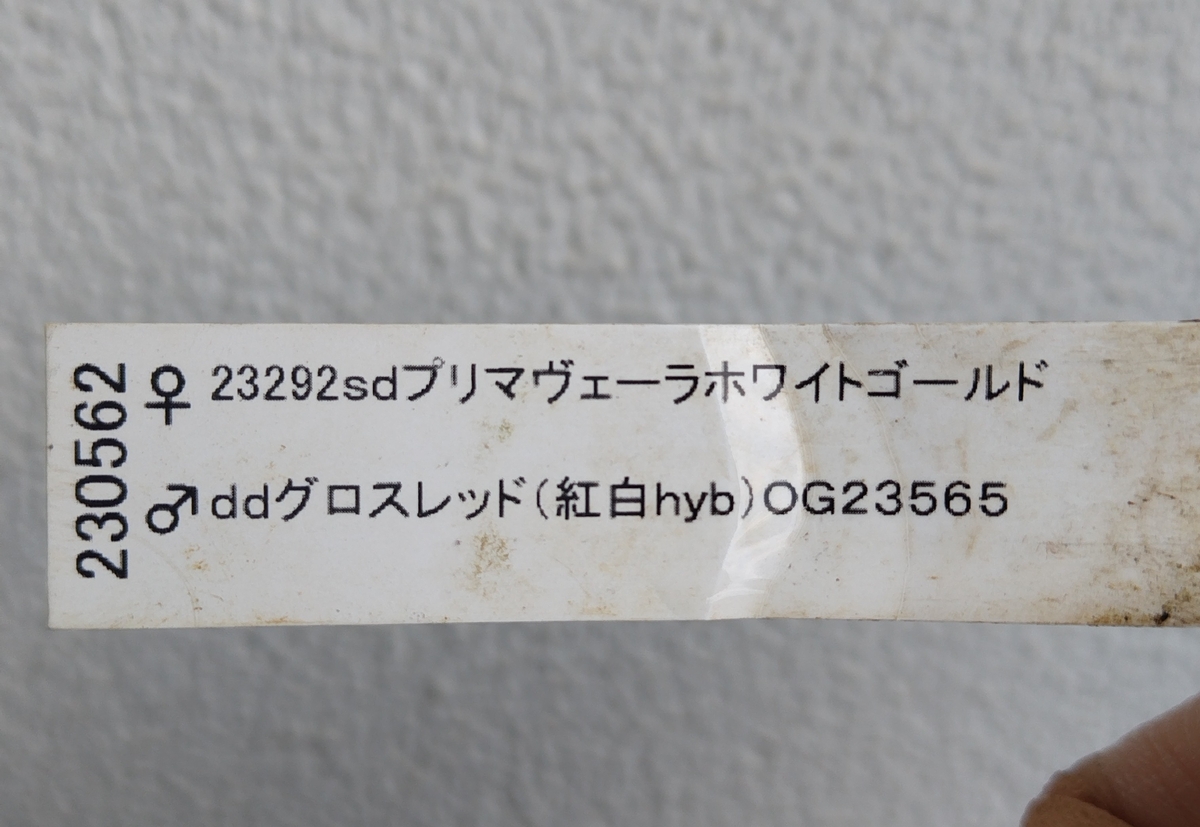 230562
♀ 23292sdプリマヴェーラホワイトゴールド
♂ ddグロスレッド(紅白hyb)OG23565